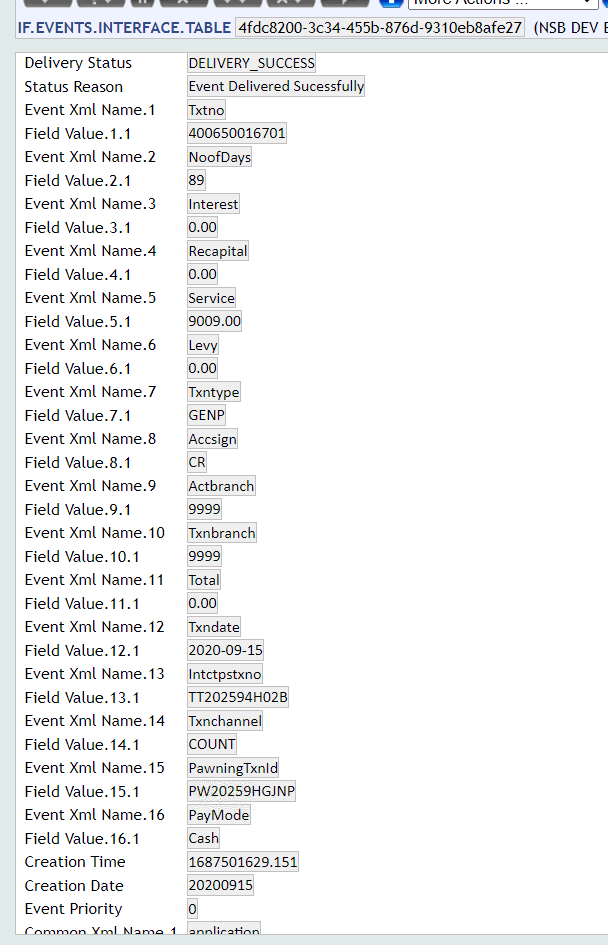 More Actions ...
IF.EVENTS.INTERFACE.TABLE 4fdc8200-3c34-455b-876d-9310eb8afe27 (NSB DEV
Delivery Status DELIVERY_SUCCESS
Status Reason Event Delivered Sucessfully
Event Xml Name.1 Txtno
Field Value.1.1 400650016701
Event Xml Name.2 NoofDays
Field Value.2.1 89
Event Xml Name.3 Interest
Field Value.3.1 0.00
Event Xml Name.4 Recapital
Field Value.4.1 0.00
Event Xml Name.5 Service
Field Value.5.1 9009.00
Event Xml Name.6 Levy
Field Value.6.1 0.00
Event Xml Name.7 Txntype
Field Value.7.1 GENP
Event Xml Name.8 Accsign
Field Value.8.1 CR
Event Xml Name.9 Actbranch
Field Value.9.1 9999
Event Xml Name.10 Txnbranch
Field Value.10.1 9999
Event Xml Name.11 Total
Field Value.11.1 0.00
Event Xml Name.12 Txndate
Field Value.12.1 2020-09-15
Event Xml Name.13 Intctpstxno
Field Value.13.1 TT202594H02B
Event Xml Name.14 Txnchannel
Field Value.14.1 COUNT
Event Xml Name.15 PawningTxnId
Field Value.15.1 PW20259HGJNP
Event Xml Name.16 PayMode
Field Value.16.1 Cash
Creation Time 1687501629.151
Creation Date 20200915
Event Priority 0
Common Xml Name.1 application